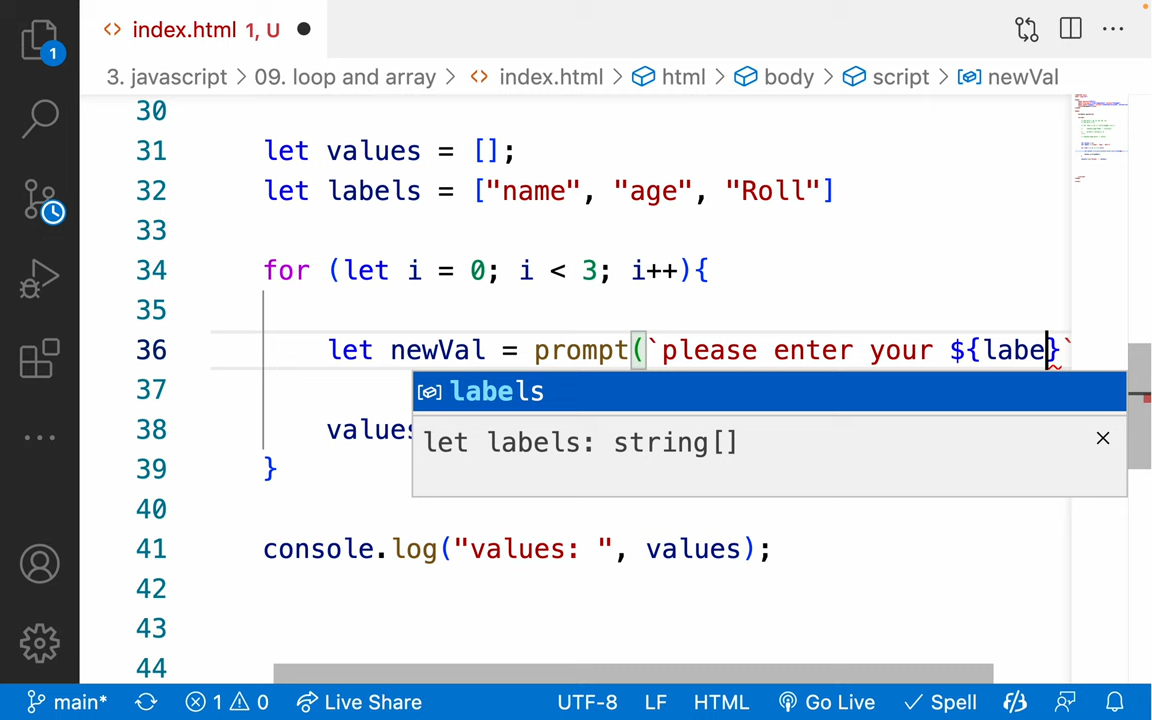 index.html 1, U
3. javascript > 09. loop and array > index.html > html > body > script > newVal
1
30
31 let values = [];
32 let labels = ["name", "age", "Roll"]
33
34 for (let i = 0; i < 3; i++){
35
36 let newVal = prompt(`please enter your ${labe}`
labels
37
let labels: string[]
38 values
39 }
40
41 console.log("values: ", values);
42
43
44
main* 1 0 Live Share UTF-8 LF HTML Go Live Spell